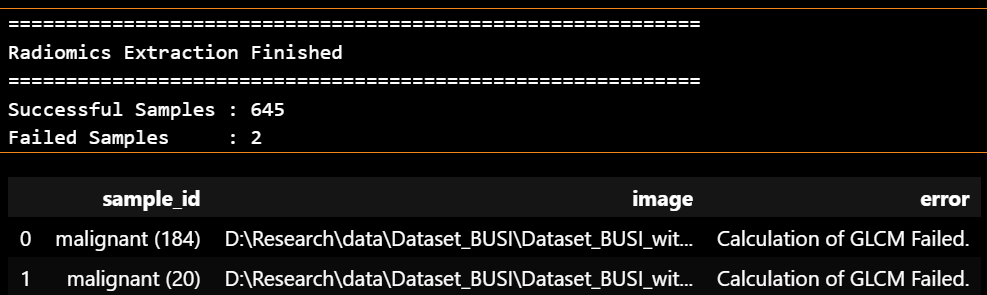 ============================================================
Radiomics Extraction Finished
============================================================
Successful Samples : 645
Failed Samples     : 2
sample_id image error
0 malignant (184) D:\Research\data\Dataset_BUSI\Dataset_BUSI_wit... Calculation of GLCM Failed.
1 malignant (20) D:\Research\data\Dataset_BUSI\Dataset_BUSI_wit... Calculation of GLCM Failed.